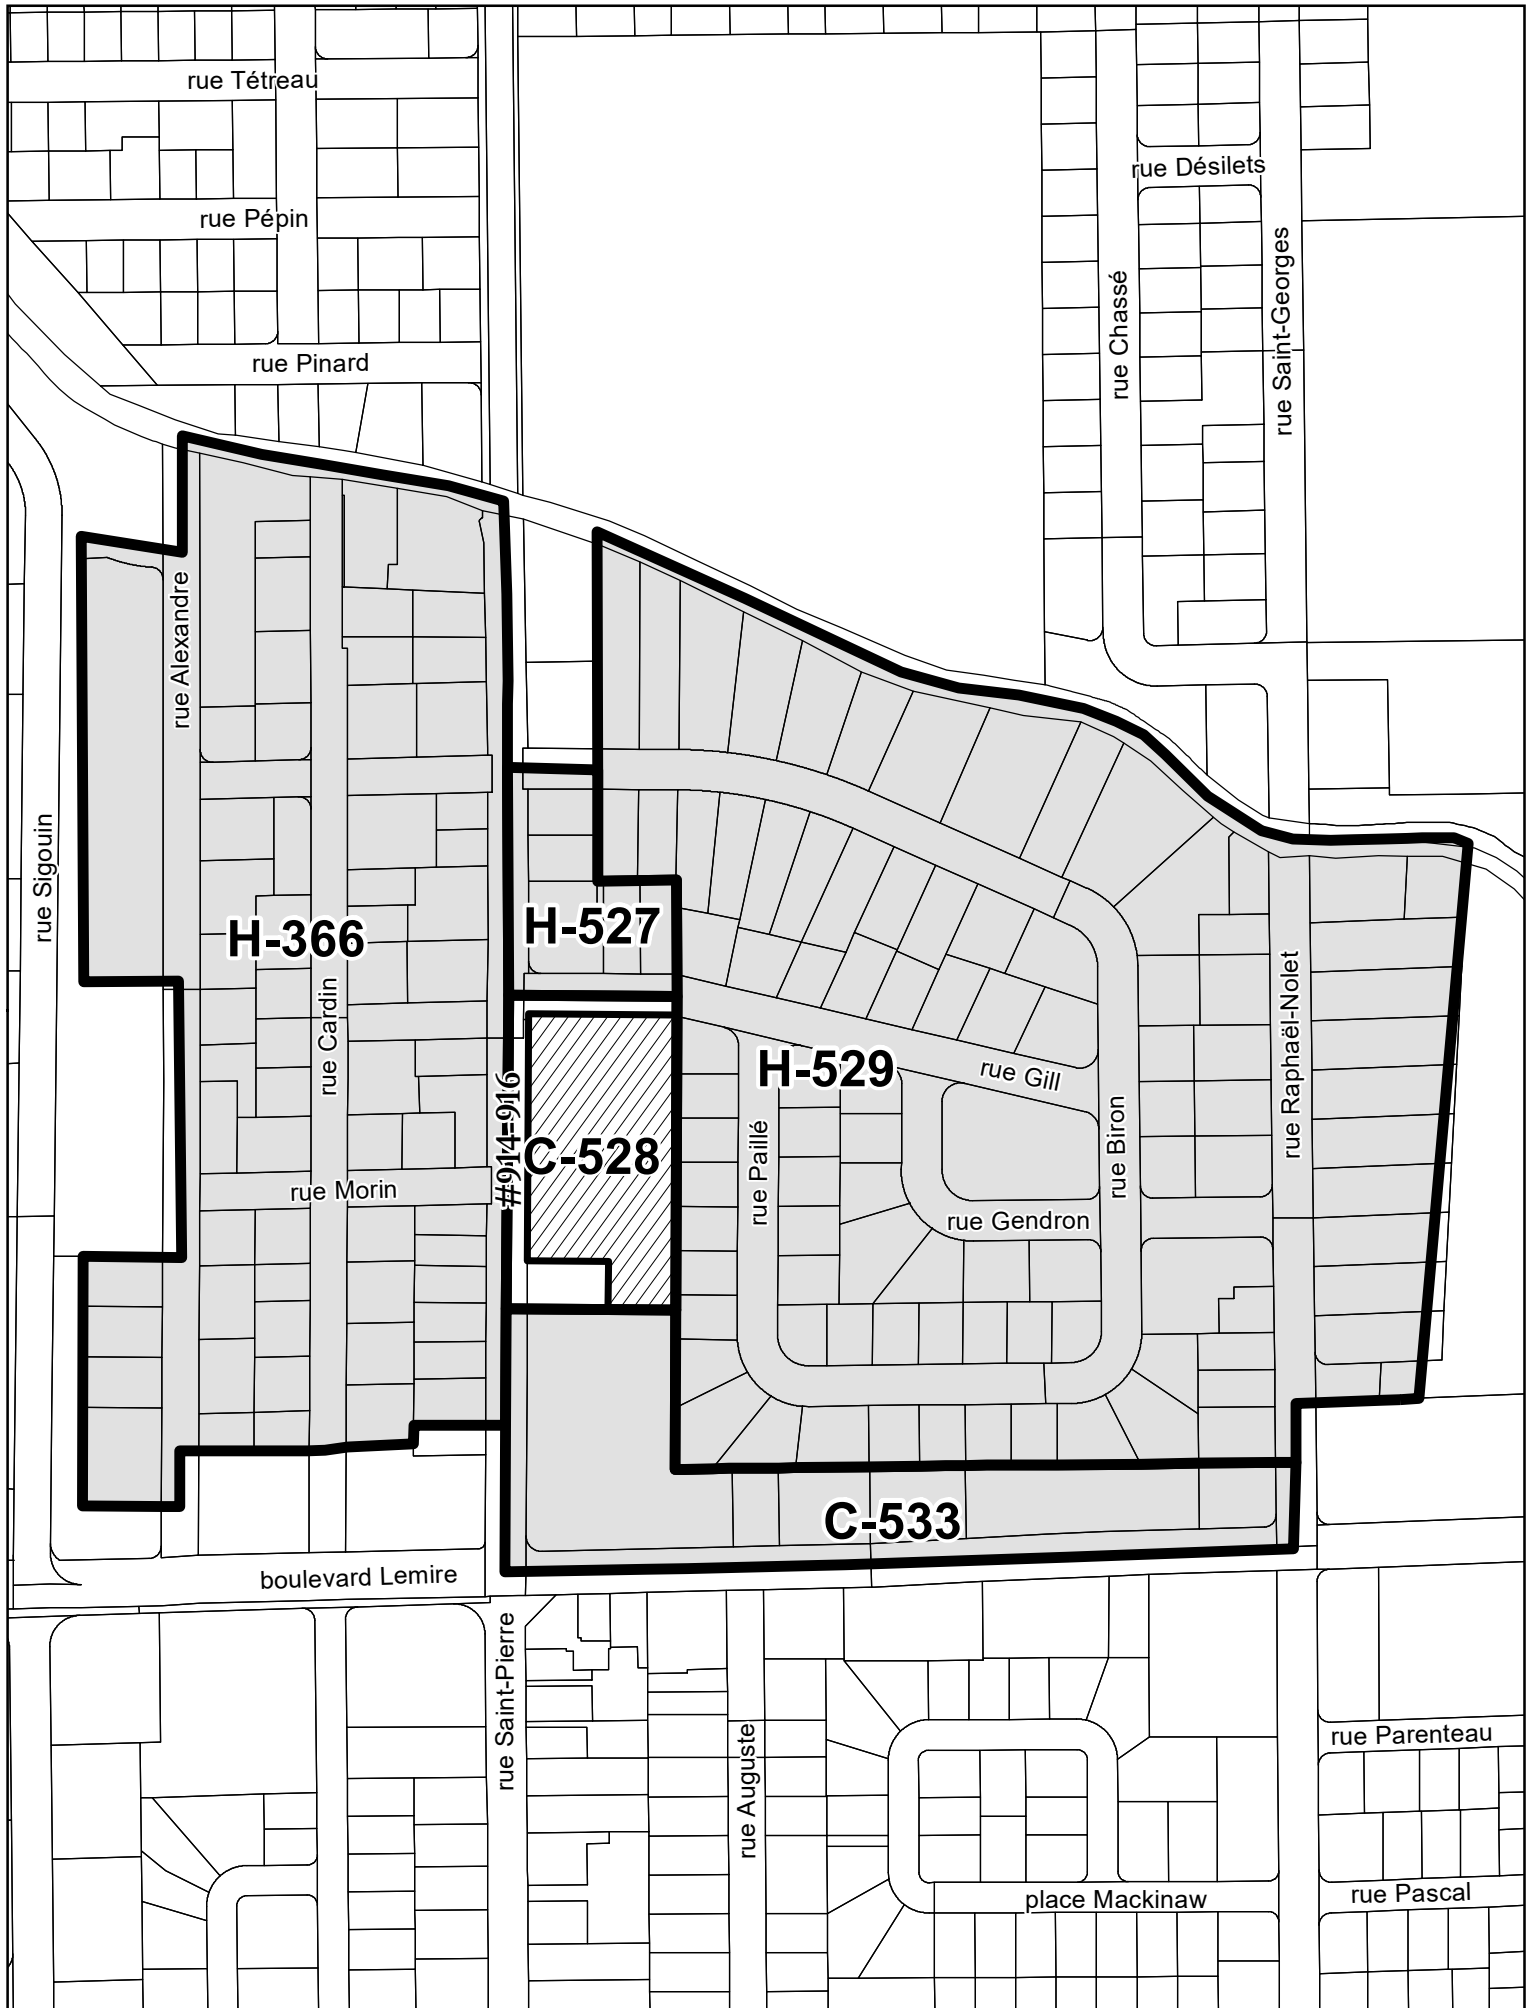 rue Tétreau
rue Désilets
rue Pépin
rue Chassé
rue Saint-Georges
rue Pinard
rue Alexandre
rue Sigouin
H-366
H-527
rue Cardin
rue Raphaël-Nolet
H-529
rue Gill
#914-916
C-528
rue Paillé
rue Biron
rue Morin
rue Gendron
C-533
boulevard Lemire
rue Saint-Pierre
rue Auguste
rue Parenteau
place Mackinaw
rue Pascal